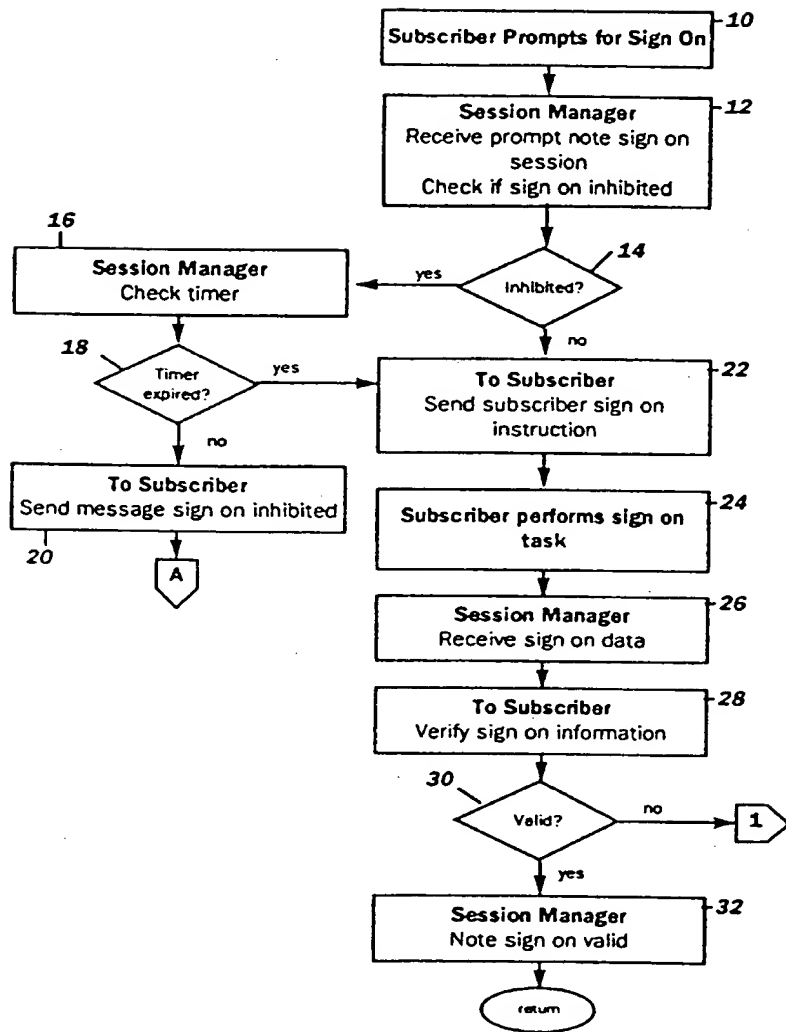 10
Subscriber Prompts for Sign On
12
Session Manager
Receive prompt note sign on
session
Check if sign on inhibited
14
Inhibited?
yes
no
16
Session Manager
Check timer
18
Timer
expired?
yes
no
20
To Subscriber
Send message sign on inhibited
A
22
To Subscriber
Send subscriber sign on
instruction
24
Subscriber performs sign on
task
26
Session Manager
Receive sign on data
28
To Subscriber
Verify sign on information
30
Valid?
no
1
yes
32
Session Manager
Note sign on valid
return